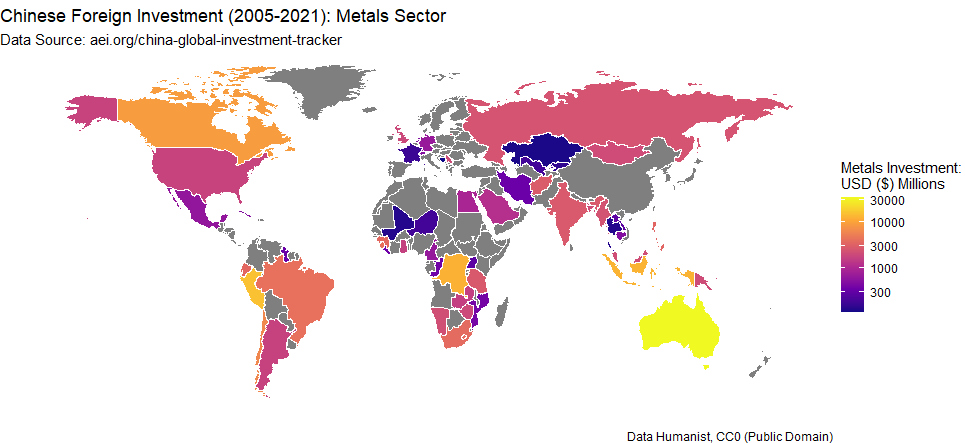 Chinese Foreign Investment (2005-2021): Metals Sector
Data Source: aei.org/china-global-investment-tracker
Metals Investment:
USD ($) Millions
30000
10000
3000
1000
300
Data Humanist, CC0 (Public Domain)